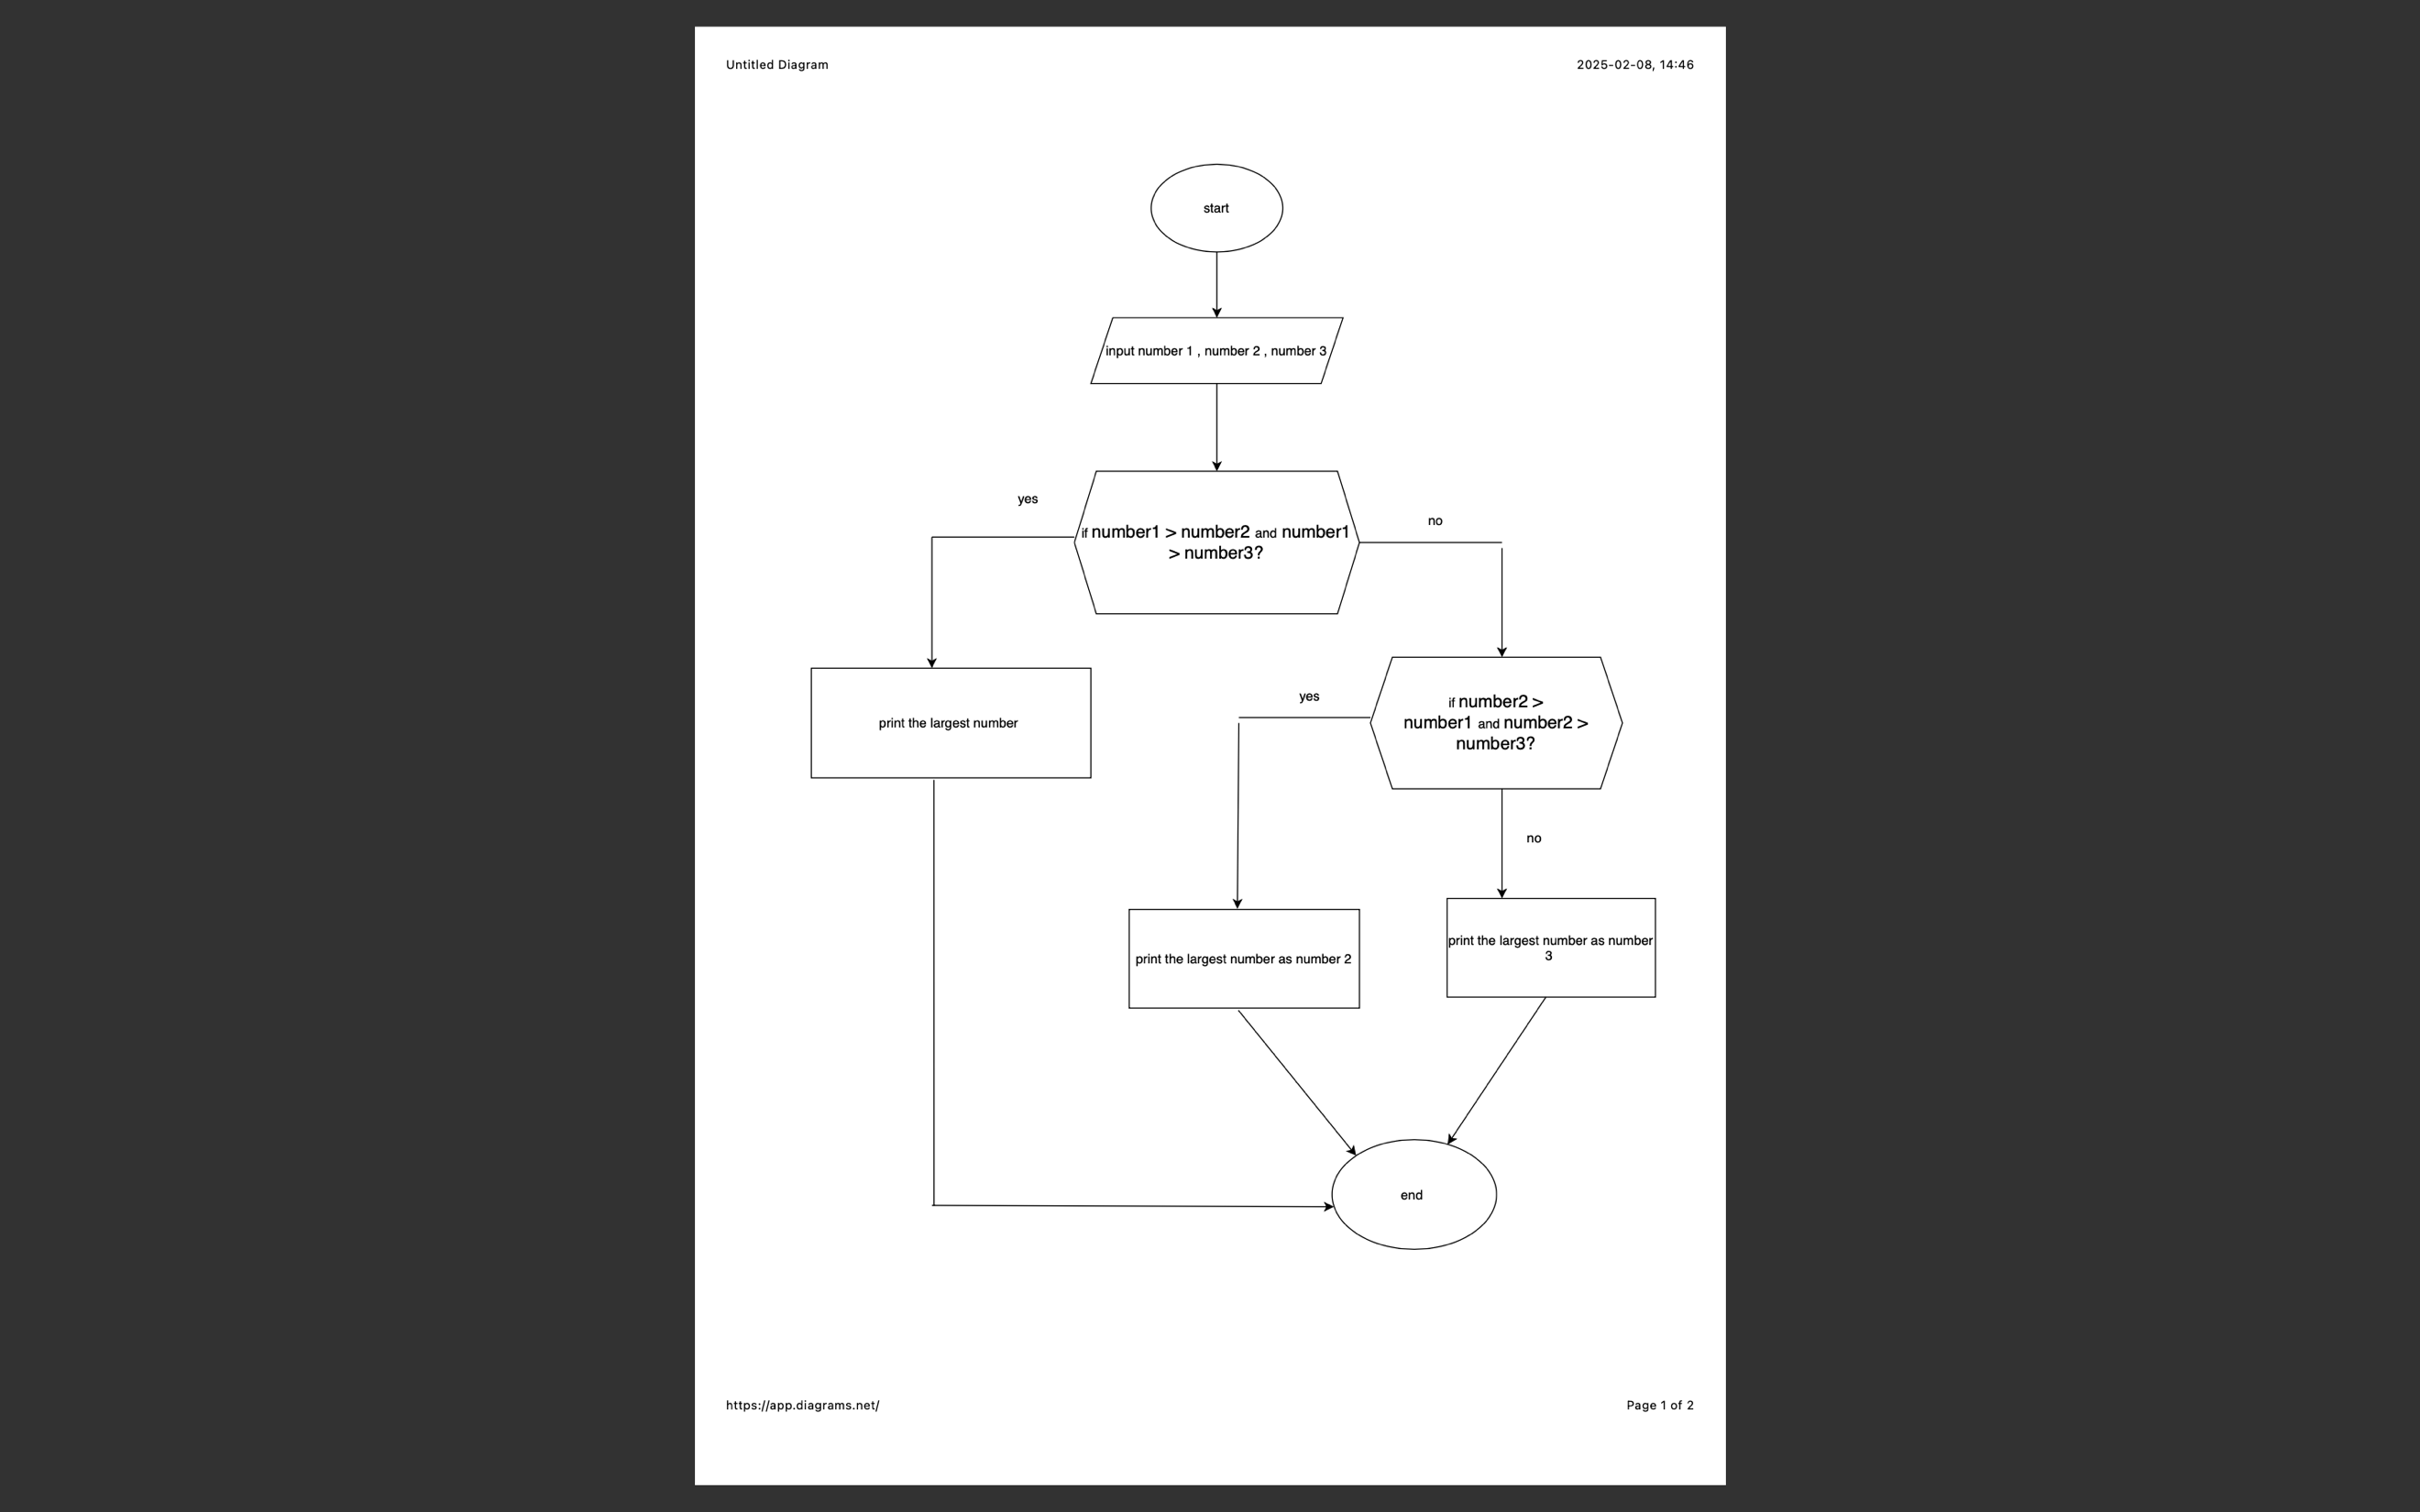 Untitled Diagram
2025-02-08, 14:46
start
input number 1 , number 2 , number 3
yes
no
if number1 > number2 and number1
> number3?
print the largest number
yes
if number2 >
number1 and number2 >
number3?
no
print the largest number as number 2
print the largest number as number
3
end
https://app.diagrams.net/
Page 1 of 2